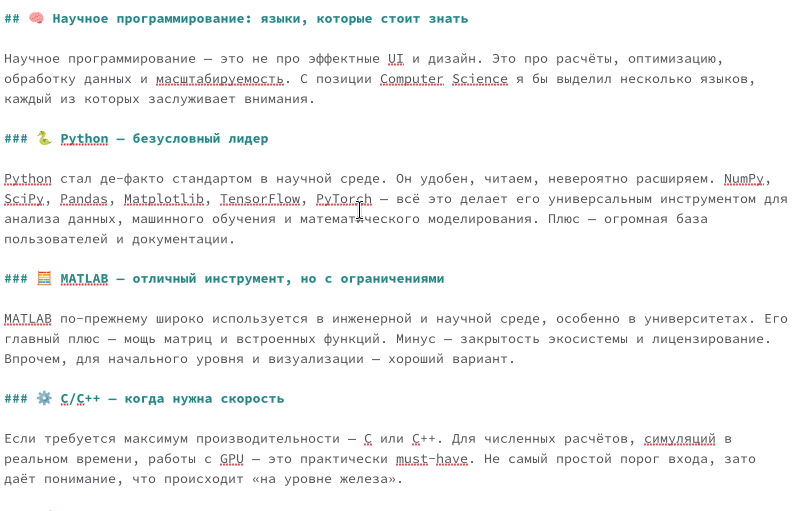 ## 🧠 Научное программирование: языки, которые стоит знать
Научное программирование — это не про эффектные UI и дизайн. Это про расчёты, оптимизацию,
обработку данных и масштабируемость. С позиции Computer Science я бы выделил несколько языков,
каждый из которых заслуживает внимания.
### 🐍 Python — безусловный лидер
Python стал де-факто стандартом в научной среде. Он удобен, читаем, невероятно расширяем. NumPy,
SciPy, Pandas, Matplotlib, TensorFlow, PyTorch — всё это делает его универсальным инструментом для
анализа данных, машинного обучения и математического моделирования. Плюс — огромная база
пользователей и документации.
### 🧮 MATLAB — отличный инструмент, но с ограничениями
MATLAB по-прежнему широко используется в инженерной и научной среде, особенно в университетах. Его
главный плюс — мощь матриц и встроенных функций. Минус — закрытость экосистемы и лицензирование.
Впрочем, для начального уровня и визуализации — хороший вариант.
### ⚙️ C/C++ — когда нужна скорость
Если требуется максимум производительности — C или C++. Для численных расчётов, симуляций в
реальном времени, работы с GPU — это практически must-have. Не самый простой порог входа, зато
даёт понимание, что происходит «на уровне железа».